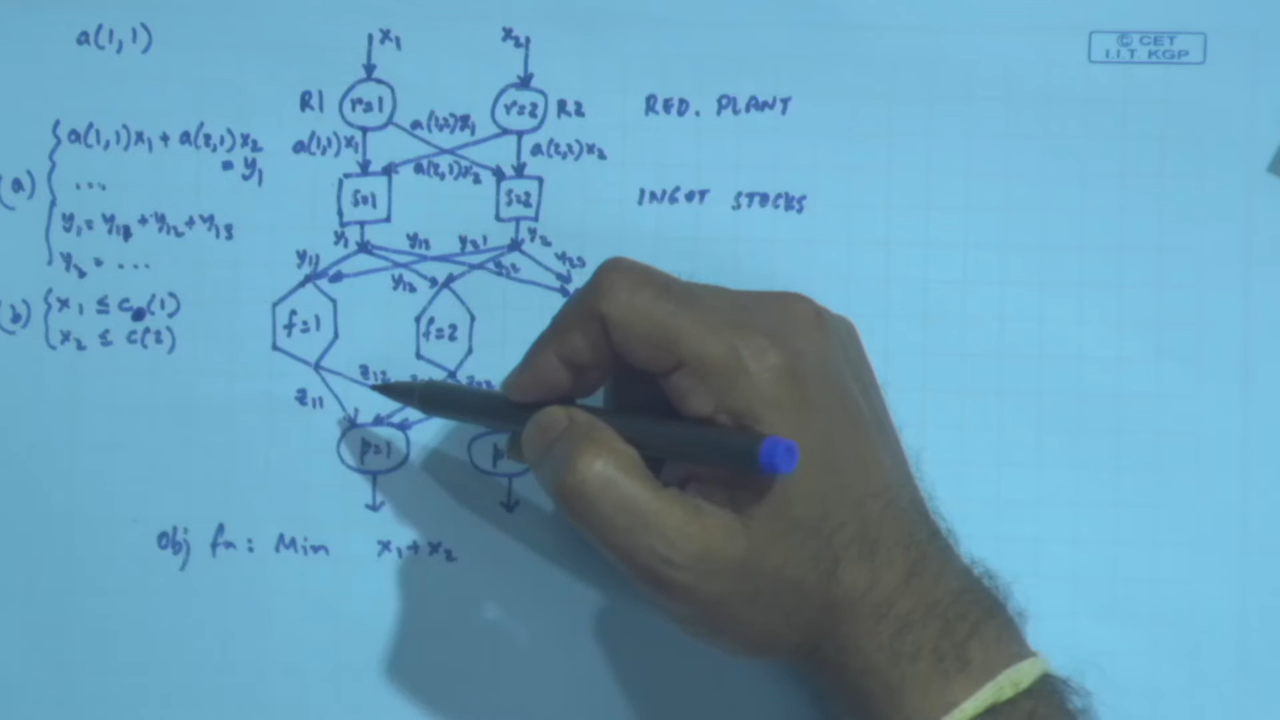 a(1,1)
x1
x2
© CET
I.I.T. KGP
R1
r=1
r=2
R2
RED. PLANT
a(1,2)x1
a(1,1)x1
a(2,2)x2
a(2,1)x2
(a)
a(1,1)x1 + a(2,1)x2
= y1
...
y1 = y11 + y12 + y13
y2 = ...
s=1
s=2
INGOT STOCKS
y1
y13
y21
y2
y11
y12
y22
y23
(b)
x1 ≤ c(1)
x2 ≤ c(2)
f=1
f=2
z12
z22
z11
p=1
p
Obj fn: Min x1+x2